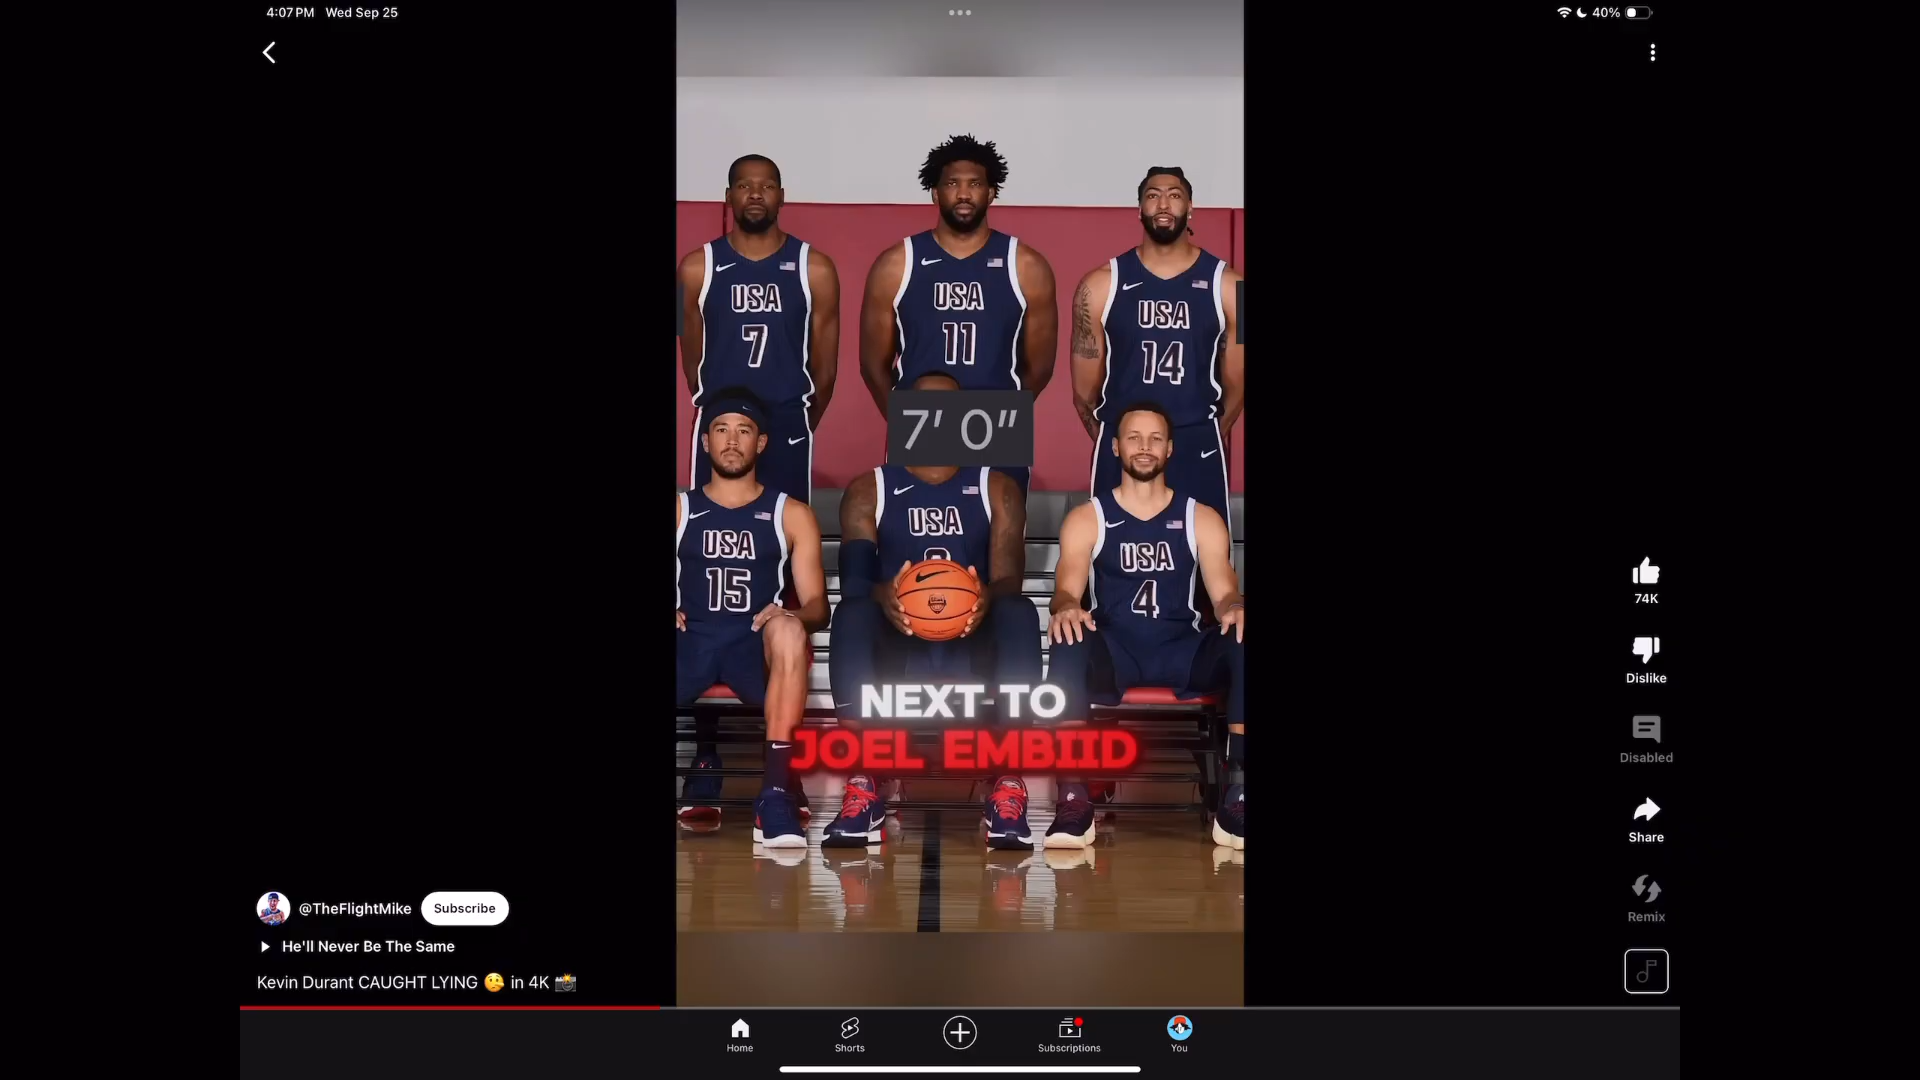 4:07 PM Wed Sep 25
40%
USA
7
USA
11
USA
14
7' 0"
USA
15
USA
USA
4
NEXT TO
JOEL EMBIID
74K
Dislike
Disabled
Share
Remix
@TheFlightMike
Subscribe
He'll Never Be The Same
Kevin Durant CAUGHT LYING 🤥 in 4K 📸
Home
Shorts
Subscriptions
You